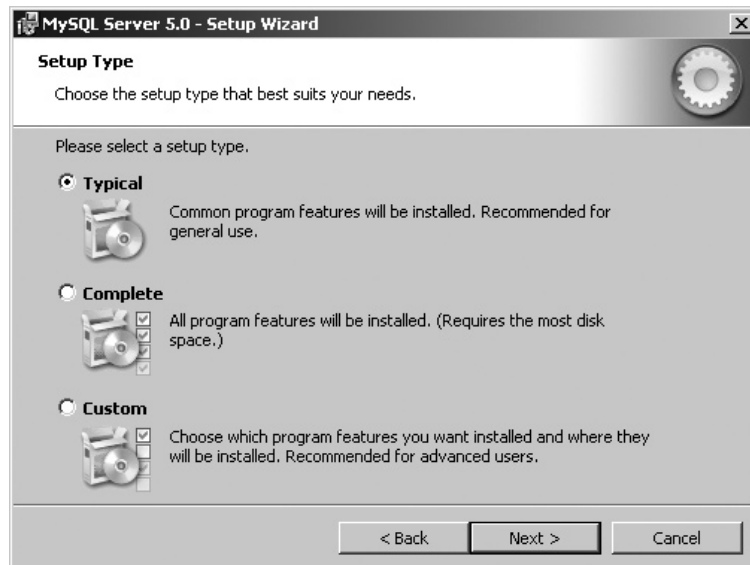 MySQL Server 5.0 - Setup Wizard
Setup Type
Choose the setup type that best suits your needs.
Please select a setup type.
Typical
Common program features will be installed. Recommended for
general use.
Complete
All program features will be installed. (Requires the most disk
space.)
Custom
Choose which program features you want installed and where they
will be installed. Recommended for advanced users.
< Back
Next >
Cancel